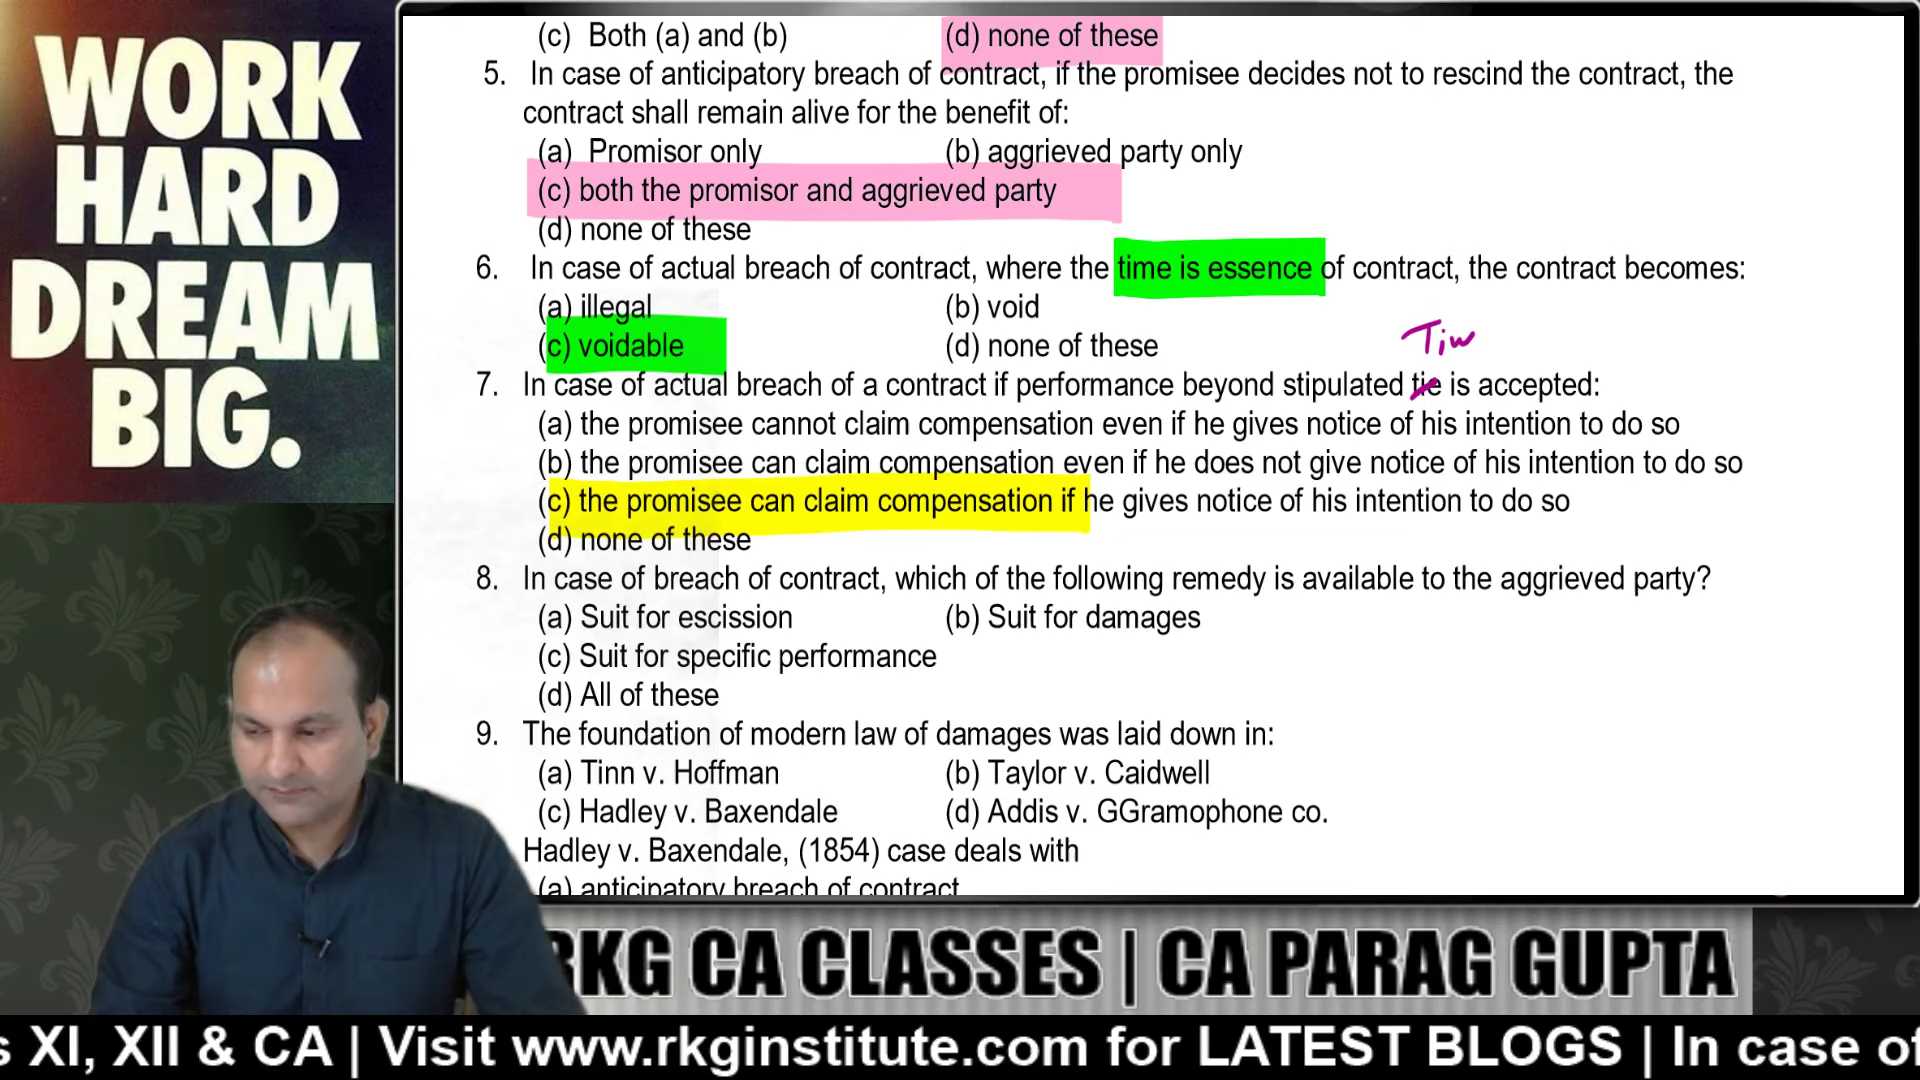 WORK
HARD
DREAM
BIG.
(c) Both (a) and (b) (d) none of these
5. In case of anticipatory breach of contract, if the promisee decides not to rescind the contract, the
contract shall remain alive for the benefit of:
(a) Promisor only (b) aggrieved party only
(c) both the promisor and aggrieved party
(d) none of these
6. In case of actual breach of contract, where the time is essence of contract, the contract becomes:
(a) illegal (b) void
(c) voidable (d) none of these
Tim
7. In case of actual breach of a contract if performance beyond stipulated tie is accepted:
(a) the promisee cannot claim compensation even if he gives notice of his intention to do so
(b) the promisee can claim compensation even if he does not give notice of his intention to do so
(c) the promisee can claim compensation if he gives notice of his intention to do so
(d) none of these
8. In case of breach of contract, which of the following remedy is available to the aggrieved party?
(a) Suit for escission (b) Suit for damages
(c) Suit for specific performance
(d) All of these
9. The foundation of modern law of damages was laid down in:
(a) Tinn v. Hoffman (b) Taylor v. Caidwell
(c) Hadley v. Baxendale (d) Addis v. GGramophone co.
Hadley v. Baxendale, (1854) case deals with
(a) anticipatory breach of contract
RKG CA CLASSES | CA PARAG GUPTA
s XI, XII & CA | Visit www.rkginstitute.com for LATEST BLOGS | In case of